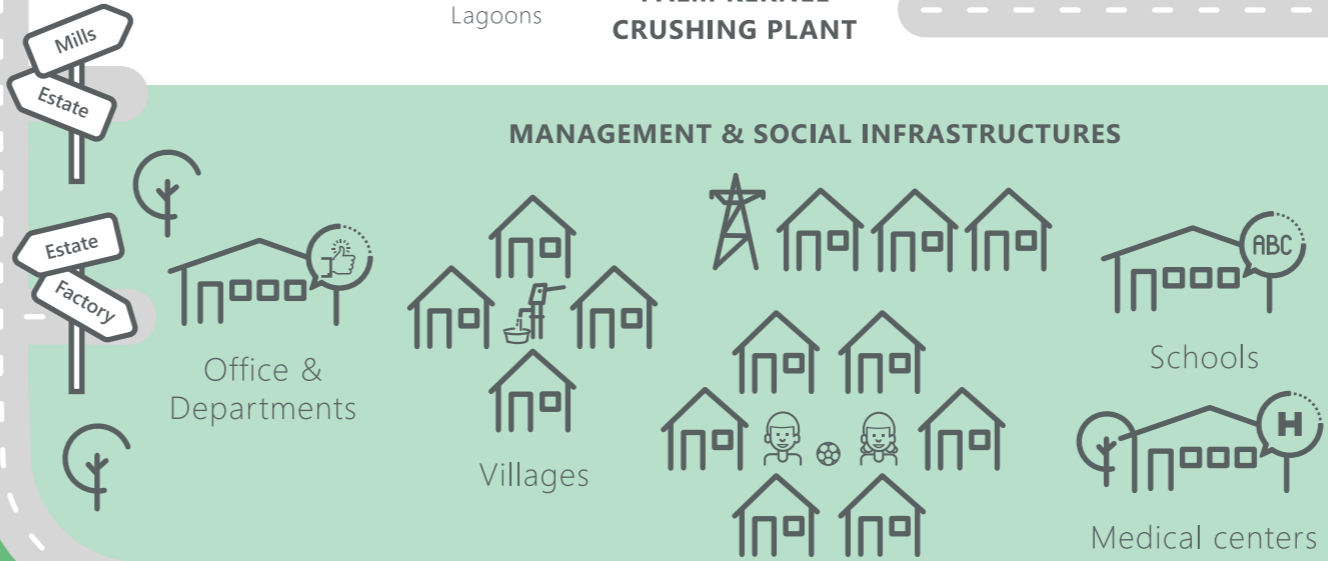 Lagoons
CRUSHING PLANT
Mills
Estate
MANAGEMENT & SOCIAL INFRASTRUCTURES
Estate
Factory
Office &
Departments
Villages
ABC
Schools
H
Medical centers